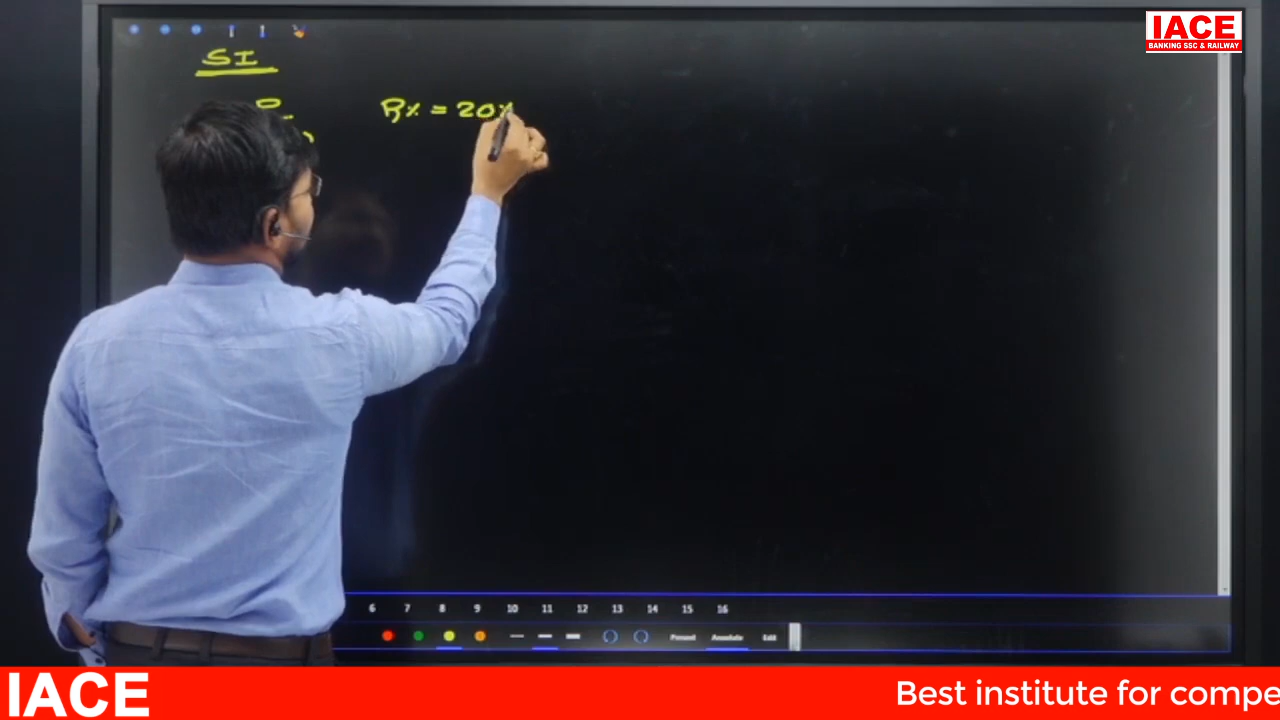 IACE
BANKING SSC & RAILWAY
SI
R% = 20%
6 7 8 9 10 11 12 13 14 15 16
Present Annotate Edit
IACE
Best institute for compe